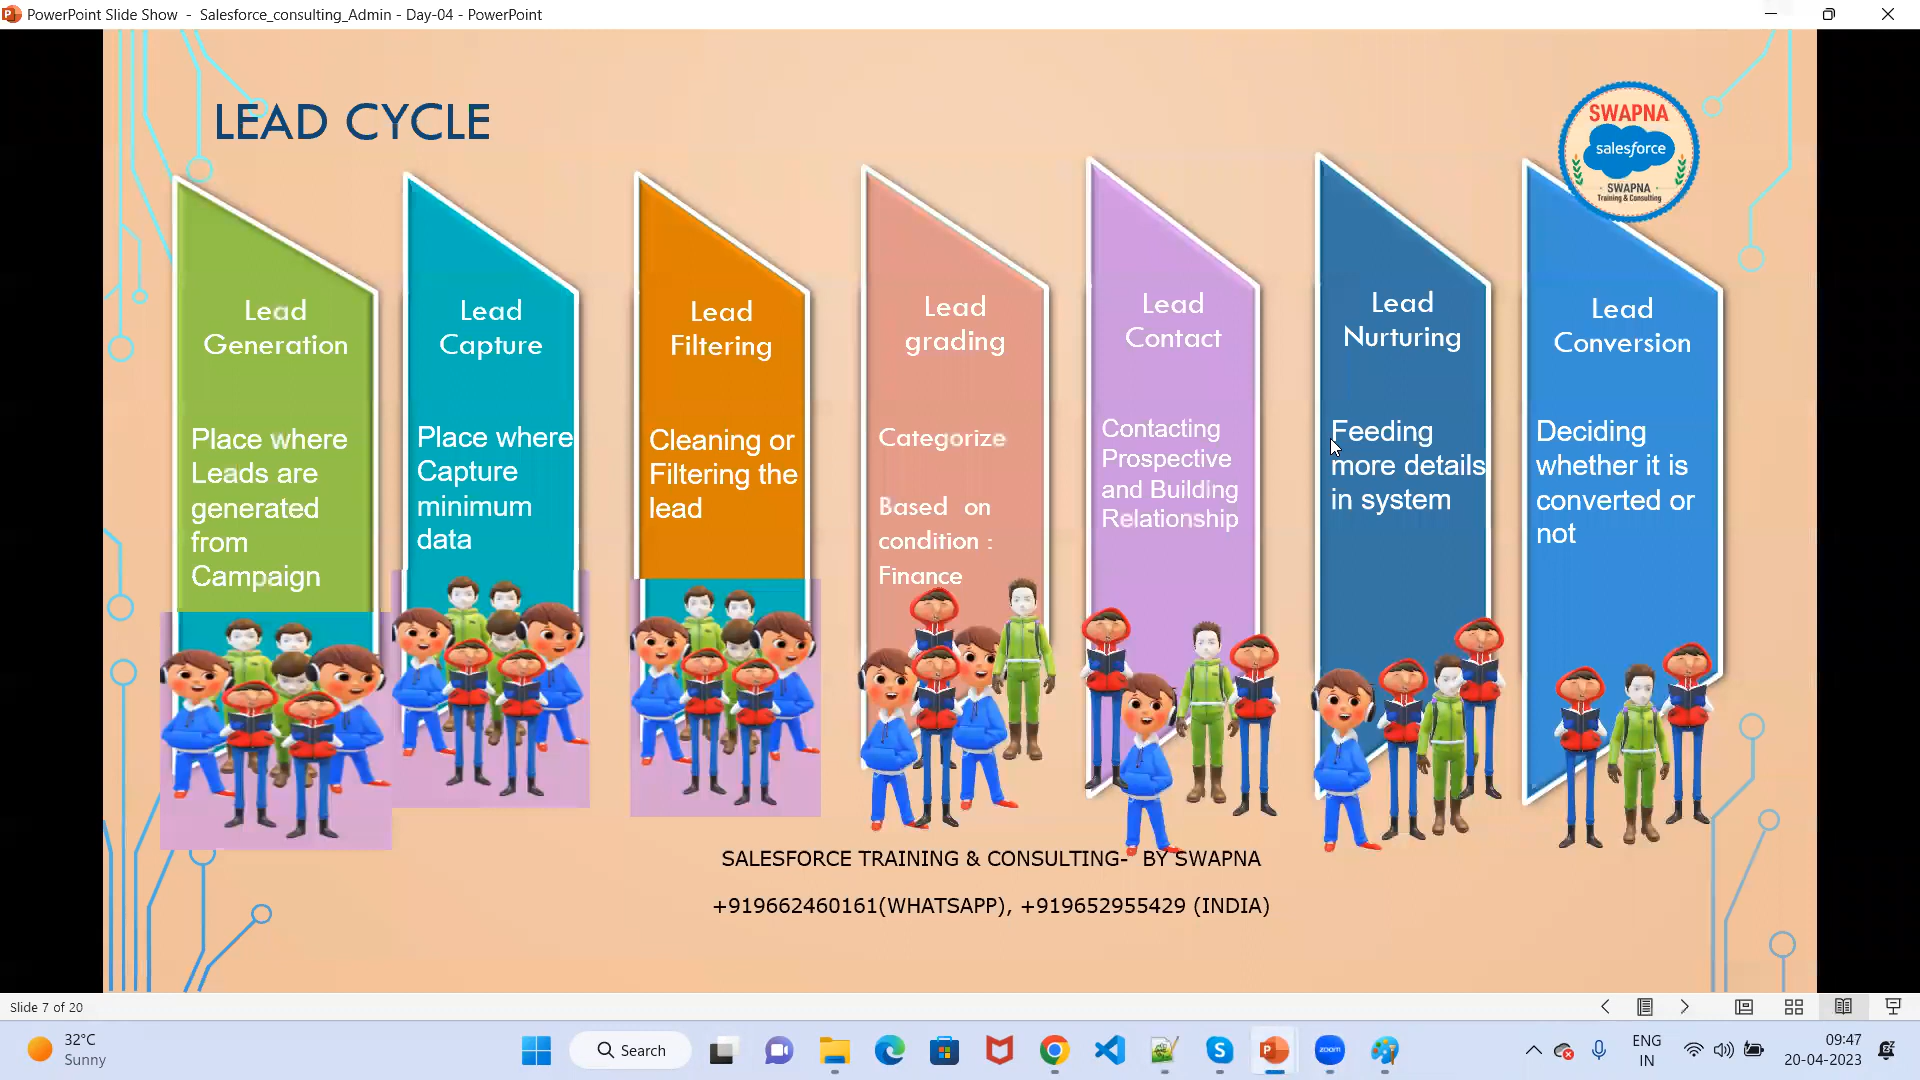 PowerPoint Slide Show - Salesforce_consulting_Admin - Day-04 - PowerPoint
LEAD CYCLE
SWAPNA
salesforce
SWAPNA
Training & Consulting
Lead
Generation
Place where
Leads are
generated
from
Campaign
Lead
Capture
Place where
Capture
minimum
data
Lead
Filtering
Cleaning or
Filtering the
lead
Lead
grading
Categorize
Based on
condition :
Finance
Lead
Contact
Contacting
Prospective
and Building
Relationship
Lead
Nurturing
Feeding
more details
in system
Lead
Conversion
Deciding
whether it is
converted or
not
SALESFORCE TRAINING & CONSULTING- BY SWAPNA
+919662460161(WHATSAPP), +919652955429 (INDIA)
Slide 7 of 20
32°C
Sunny
Search
zoom
ENG
IN
09:47
20-04-2023